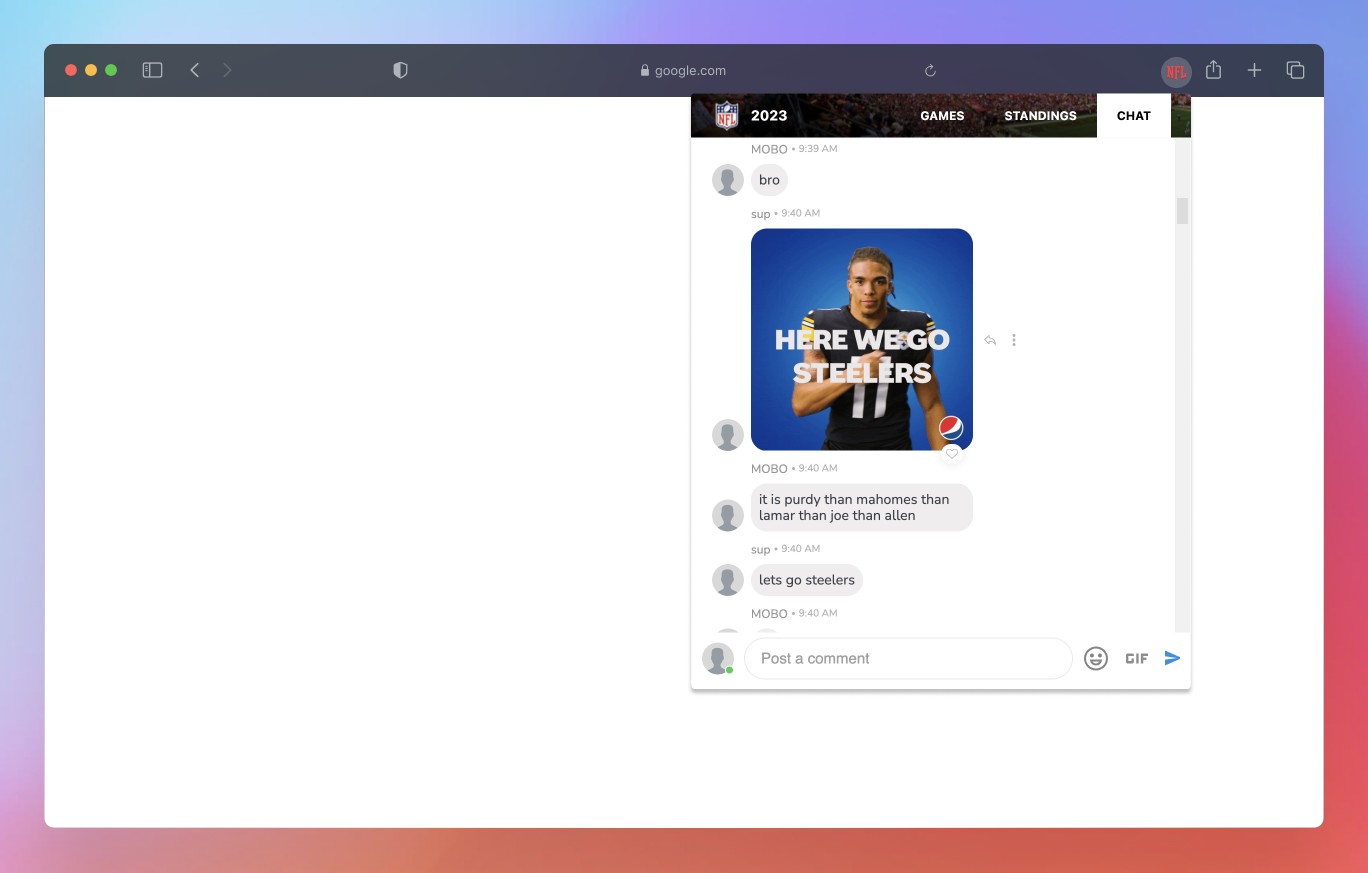 google.com
NFL
NFL
2023
GAMES
STANDINGS
CHAT
MOBO • 9:39 AM
bro
sup • 9:40 AM
HERE WE GO
STEELERS
11
MOBO • 9:40 AM
it is purdy than mahomes than
lamar than joe than allen
sup • 9:40 AM
lets go steelers
MOBO • 9:40 AM
Post a comment
GIF